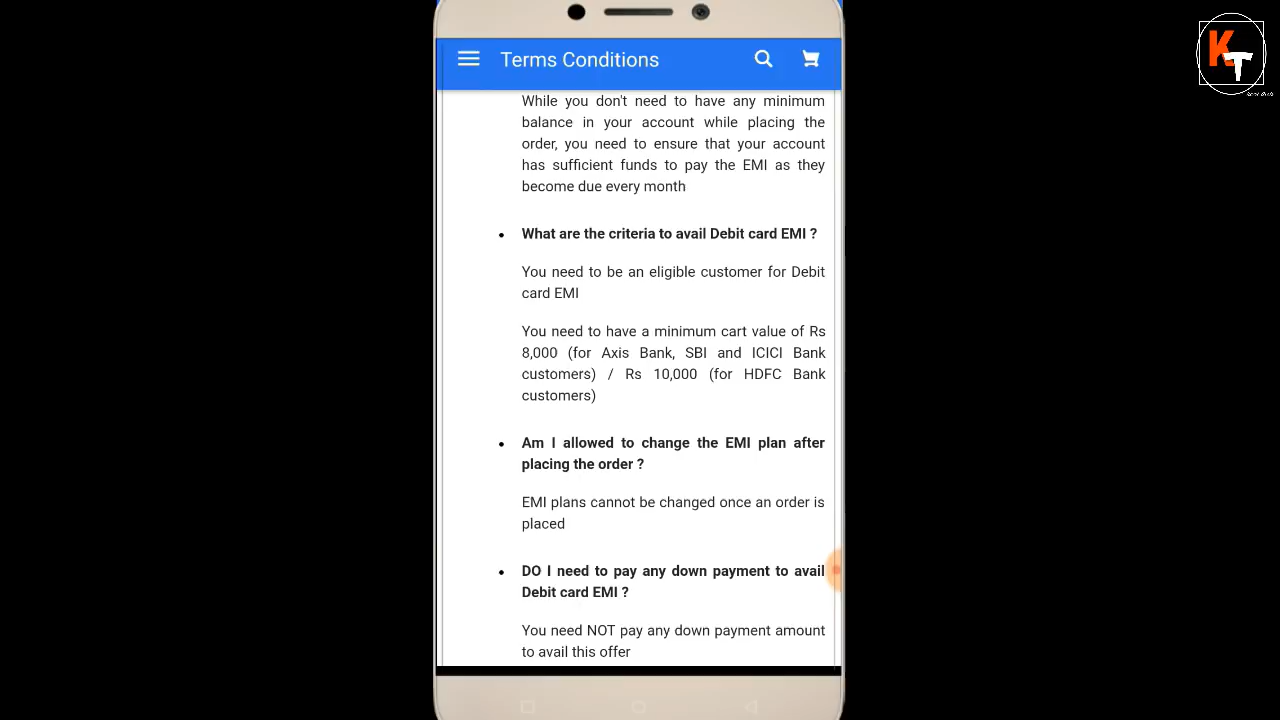 Terms Conditions
While you don't need to have any minimum
balance in your account while placing the
order, you need to ensure that your account
has sufficient funds to pay the EMI as they
become due every month
• What are the criteria to avail Debit card EMI ?
You need to be an eligible customer for Debit
card EMI
You need to have a minimum cart value of Rs
8,000 (for Axis Bank, SBI and ICICI Bank
customers) / Rs 10,000 (for HDFC Bank
customers)
• Am I allowed to change the EMI plan after
placing the order ?
EMI plans cannot be changed once an order is
placed
• DO I need to pay any down payment to avail
Debit card EMI ?
You need NOT pay any down payment amount
to avail this offer
KT